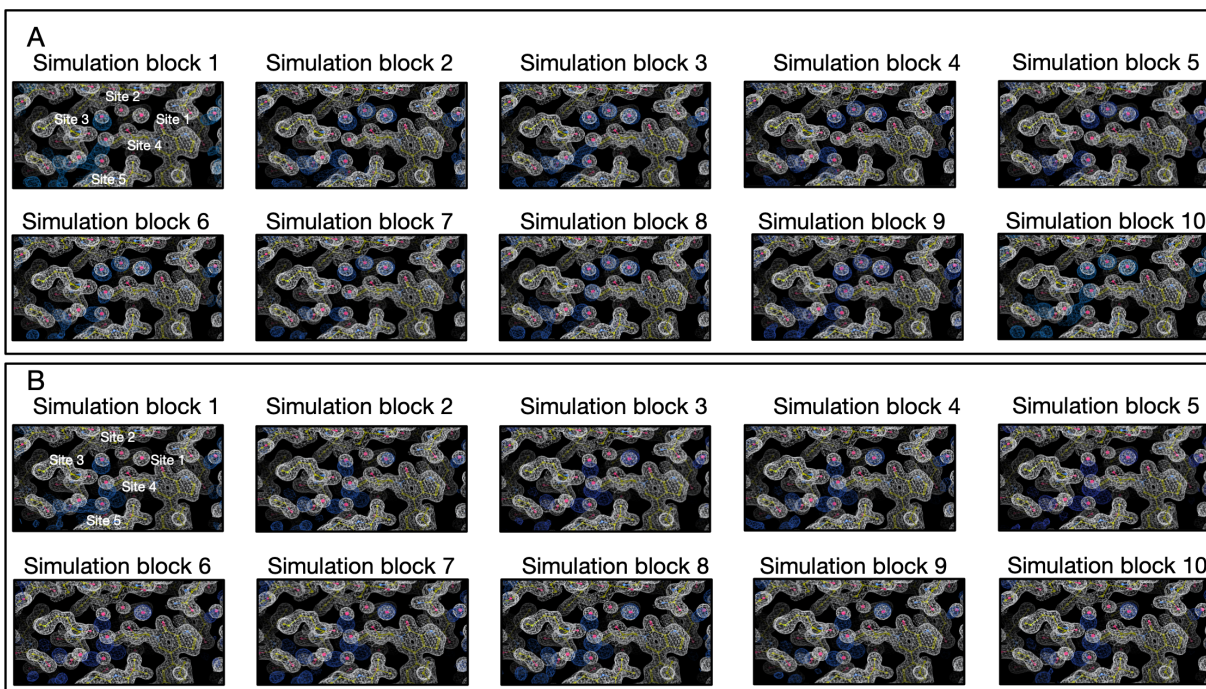 A
Simulation block 1
Simulation block 2
Simulation block 3
Simulation block 4
Simulation block 5
Site 2
Site 3
Site 1
Site 4
Site 5
Simulation block 6
Simulation block 7
Simulation block 8
Simulation block 9
Simulation block 10
B
Simulation block 1
Simulation block 2
Simulation block 3
Simulation block 4
Simulation block 5
Site 2
Site 3
Site 1
Site 4
Site 5
Simulation block 6
Simulation block 7
Simulation block 8
Simulation block 9
Simulation block 10